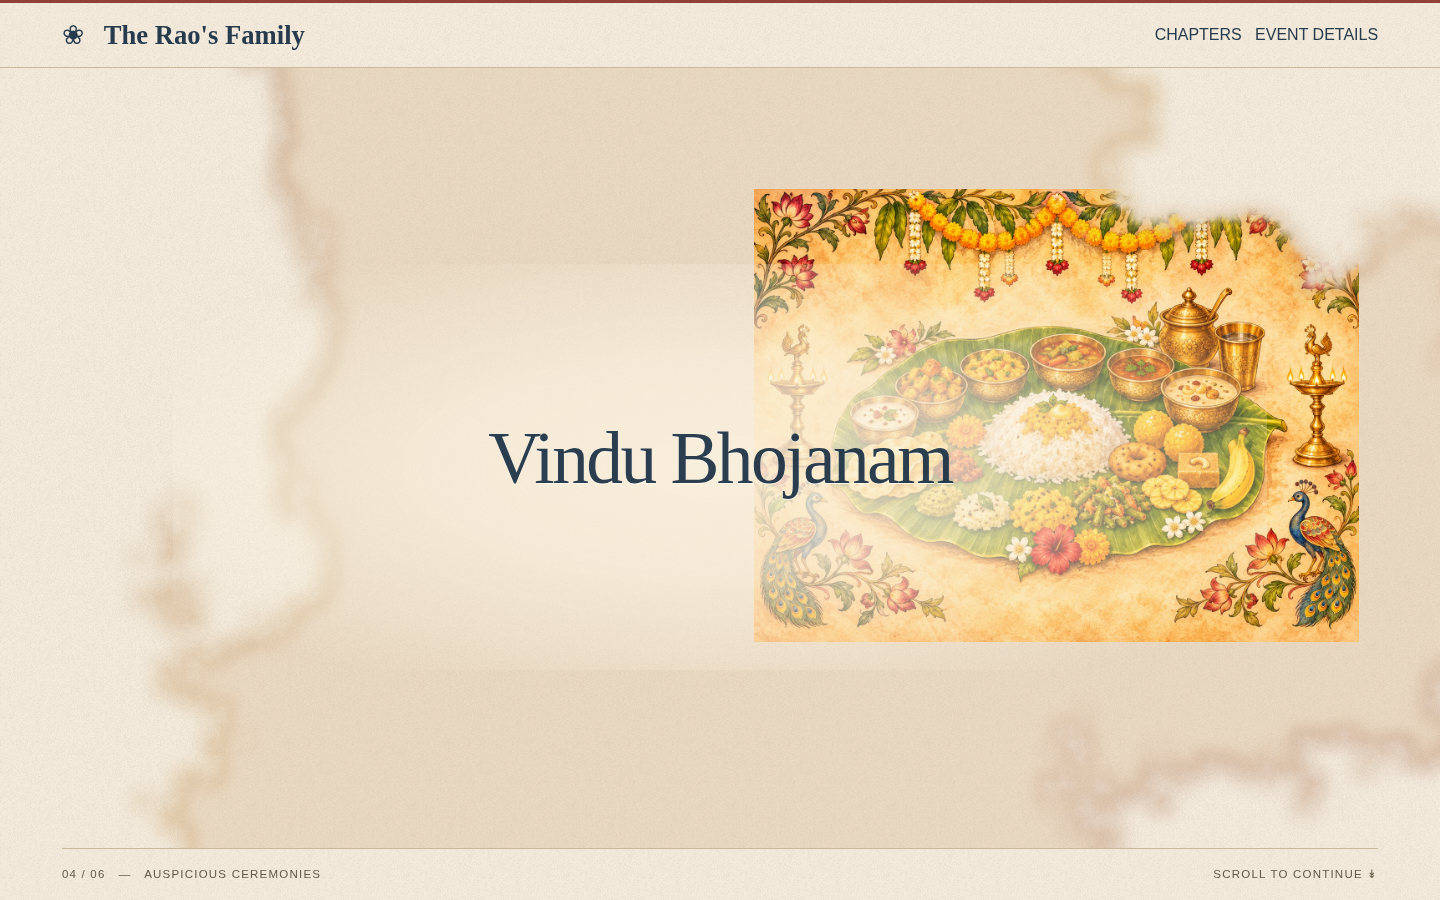 The Rao's Family
CHAPTERS EVENT DETAILS
Vindu Bhojanam
04 / 06 — AUSPICIOUS CEREMONIES
SCROLL TO CONTINUE ↡